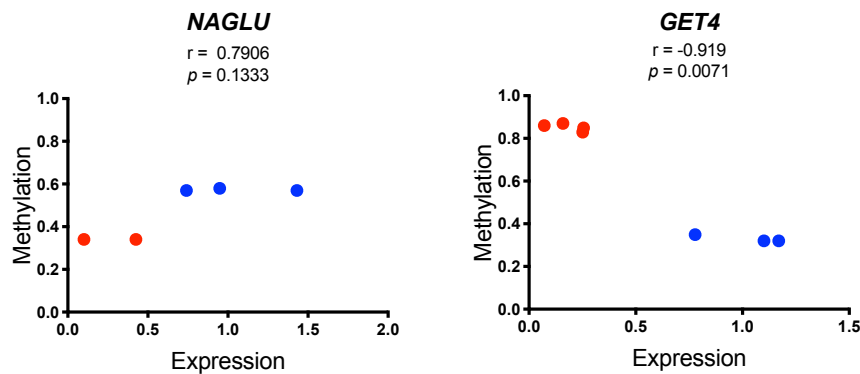 NAGLU
r = 0.7906
p = 0.1333
Methylation
1.0
0.8
0.6
0.4
0.2
0.0
0.0 0.5 1.0 1.5 2.0
Expression
GET4
r = -0.919
p = 0.0071
Methylation
1.0
0.8
0.6
0.4
0.2
0.0
0.0 0.5 1.0 1.5
Expression